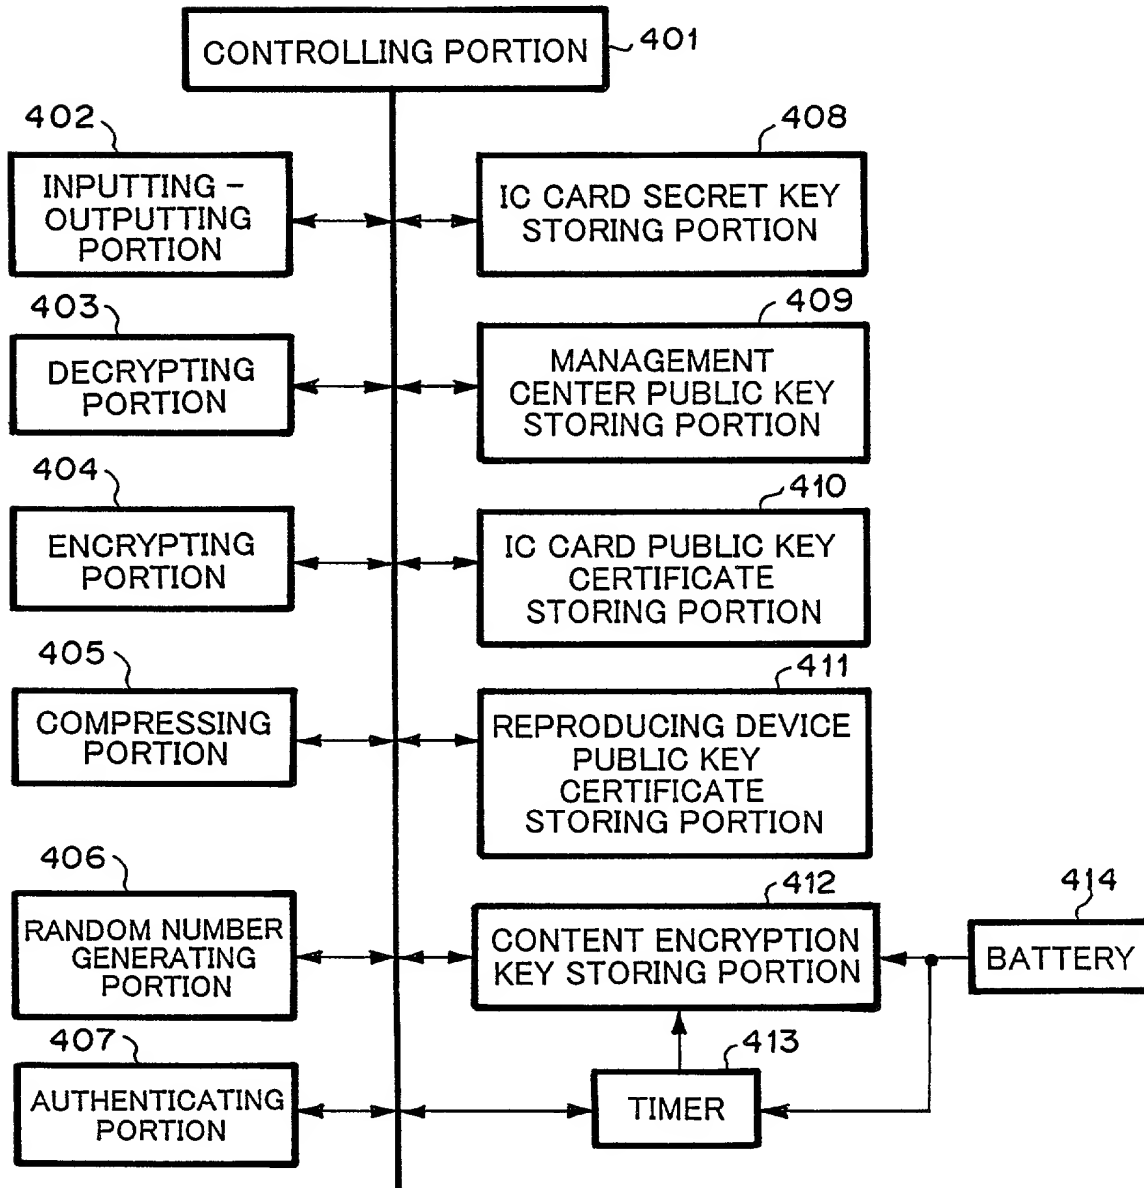 CONTROLLING PORTION
401
402
INPUTTING -
OUTPUTTING
PORTION
403
DECRYPTING
PORTION
404
ENCRYPTING
PORTION
405
COMPRESSING
PORTION
406
RANDOM NUMBER
GENERATING
PORTION
407
AUTHENTICATING
PORTION
408
IC CARD SECRET KEY
STORING PORTION
409
MANAGEMENT
CENTER PUBLIC KEY
STORING PORTION
410
IC CARD PUBLIC KEY
CERTIFICATE
STORING PORTION
411
REPRODUCING DEVICE
PUBLIC KEY
CERTIFICATE
STORING PORTION
412
CONTENT ENCRYPTION
KEY STORING PORTION
413
TIMER
414
BATTERY